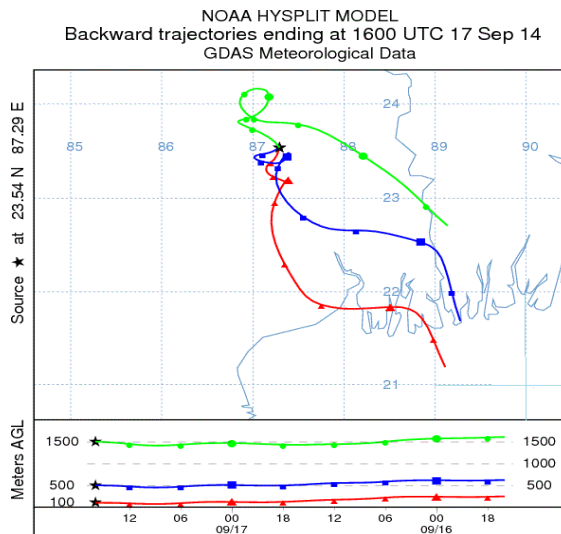 NOAA HYSPLIT MODEL
Backward trajectories ending at 1600 UTC 17 Sep 14
GDAS Meteorological Data
Source ★ at 23.54 N 87.29 E
24
85 86 87 88 89 90
23
22
21
Meters AGL
1500 1500
1000
500 500
100
12 06 00 18 12 06 00 18
09/17 09/16